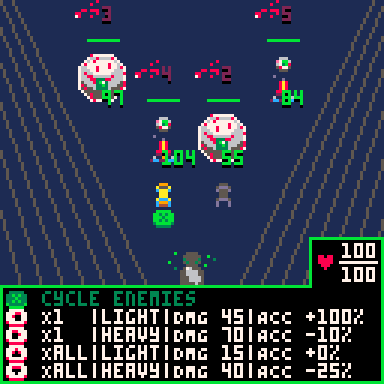 3 5
4 2
97 84
104 55
100
100
CYCLE ENEMIES
x1 |LIGHT|DMG 45|ACC +100%
x1 |HEAVY|DMG 70|ACC -10%
xALL|LIGHT|DMG 15|ACC +0%
xALL|HEAVY|DMG 40|ACC -25%